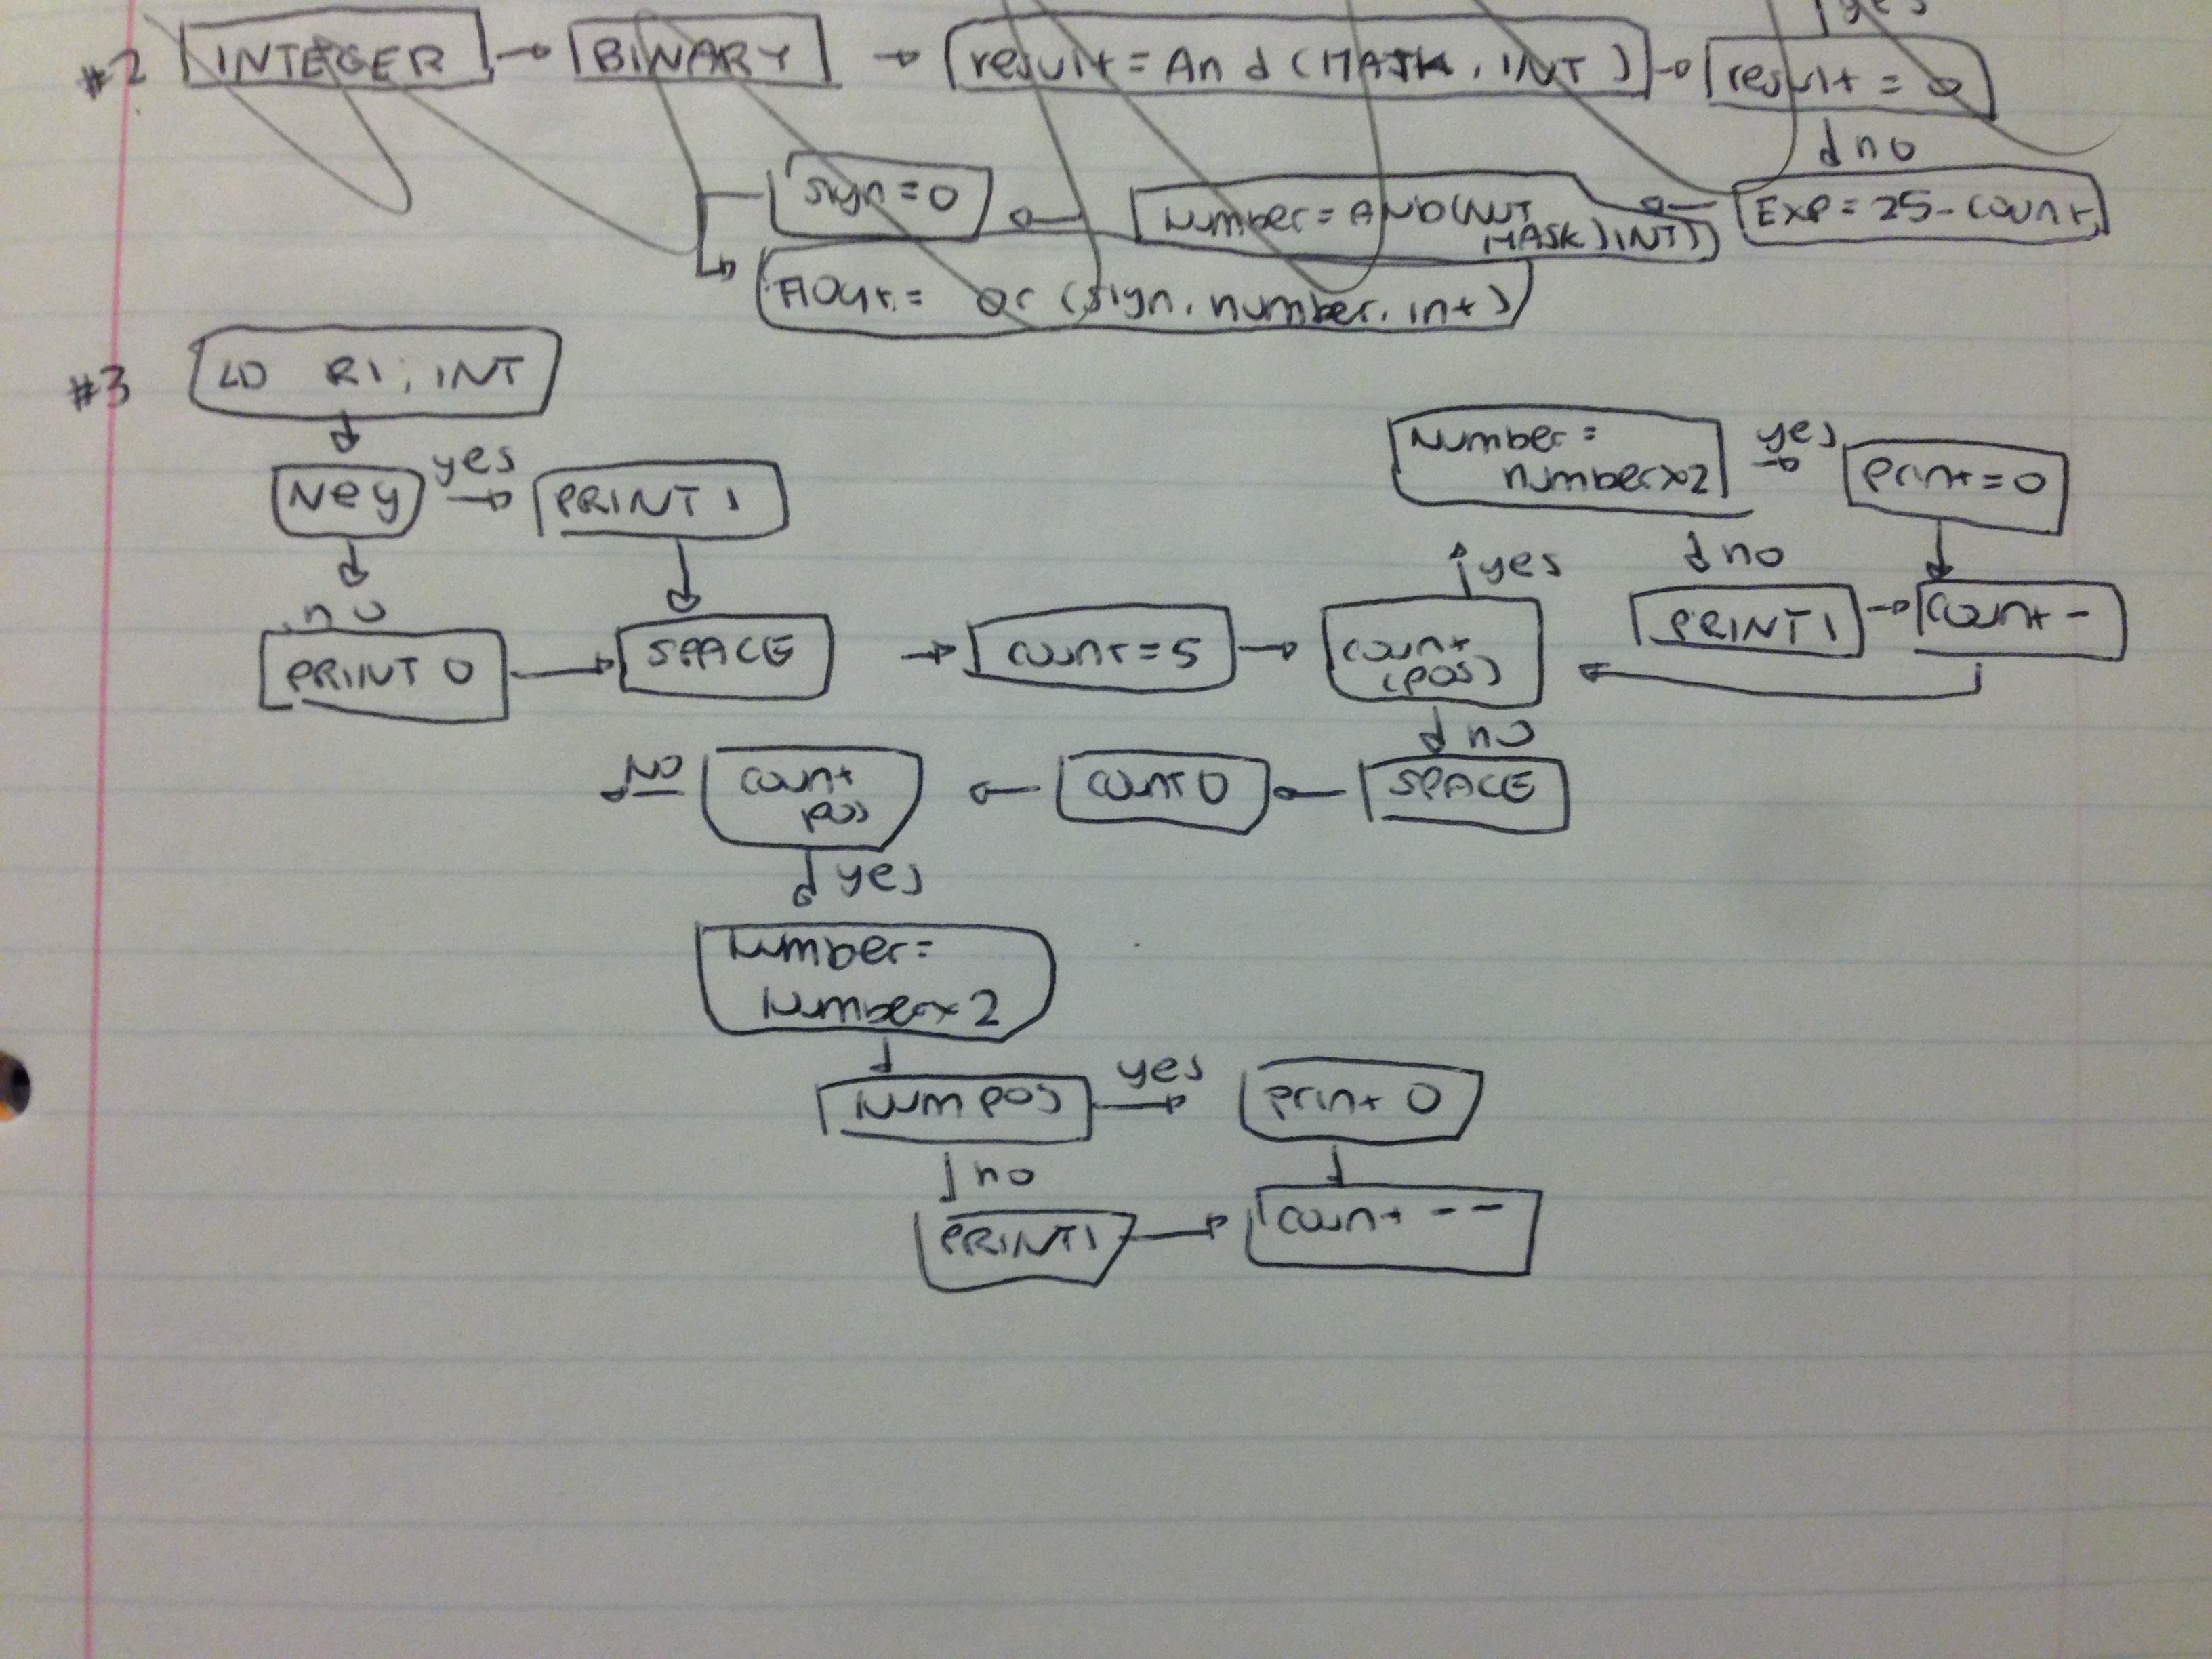 yes
#2 INTEGER BINARY result = And (MASK, INT) result = 0
no
sign = 0 Number = AND(NOT EXP = 25 - count
MASK) INT)
Float = or (sign, number, int)
#3 LD R1, INT
Number = yes
number x2 print = 0
Neg yes PRINT 1
yes no
no
PRINT 0 SPACE count = 5 count PRINT 1 count -
(pos)
no
NO count count 0 SPACE
pos
yes
Number =
Number x 2
Num pos yes print 0
no
PRINT 1 count --